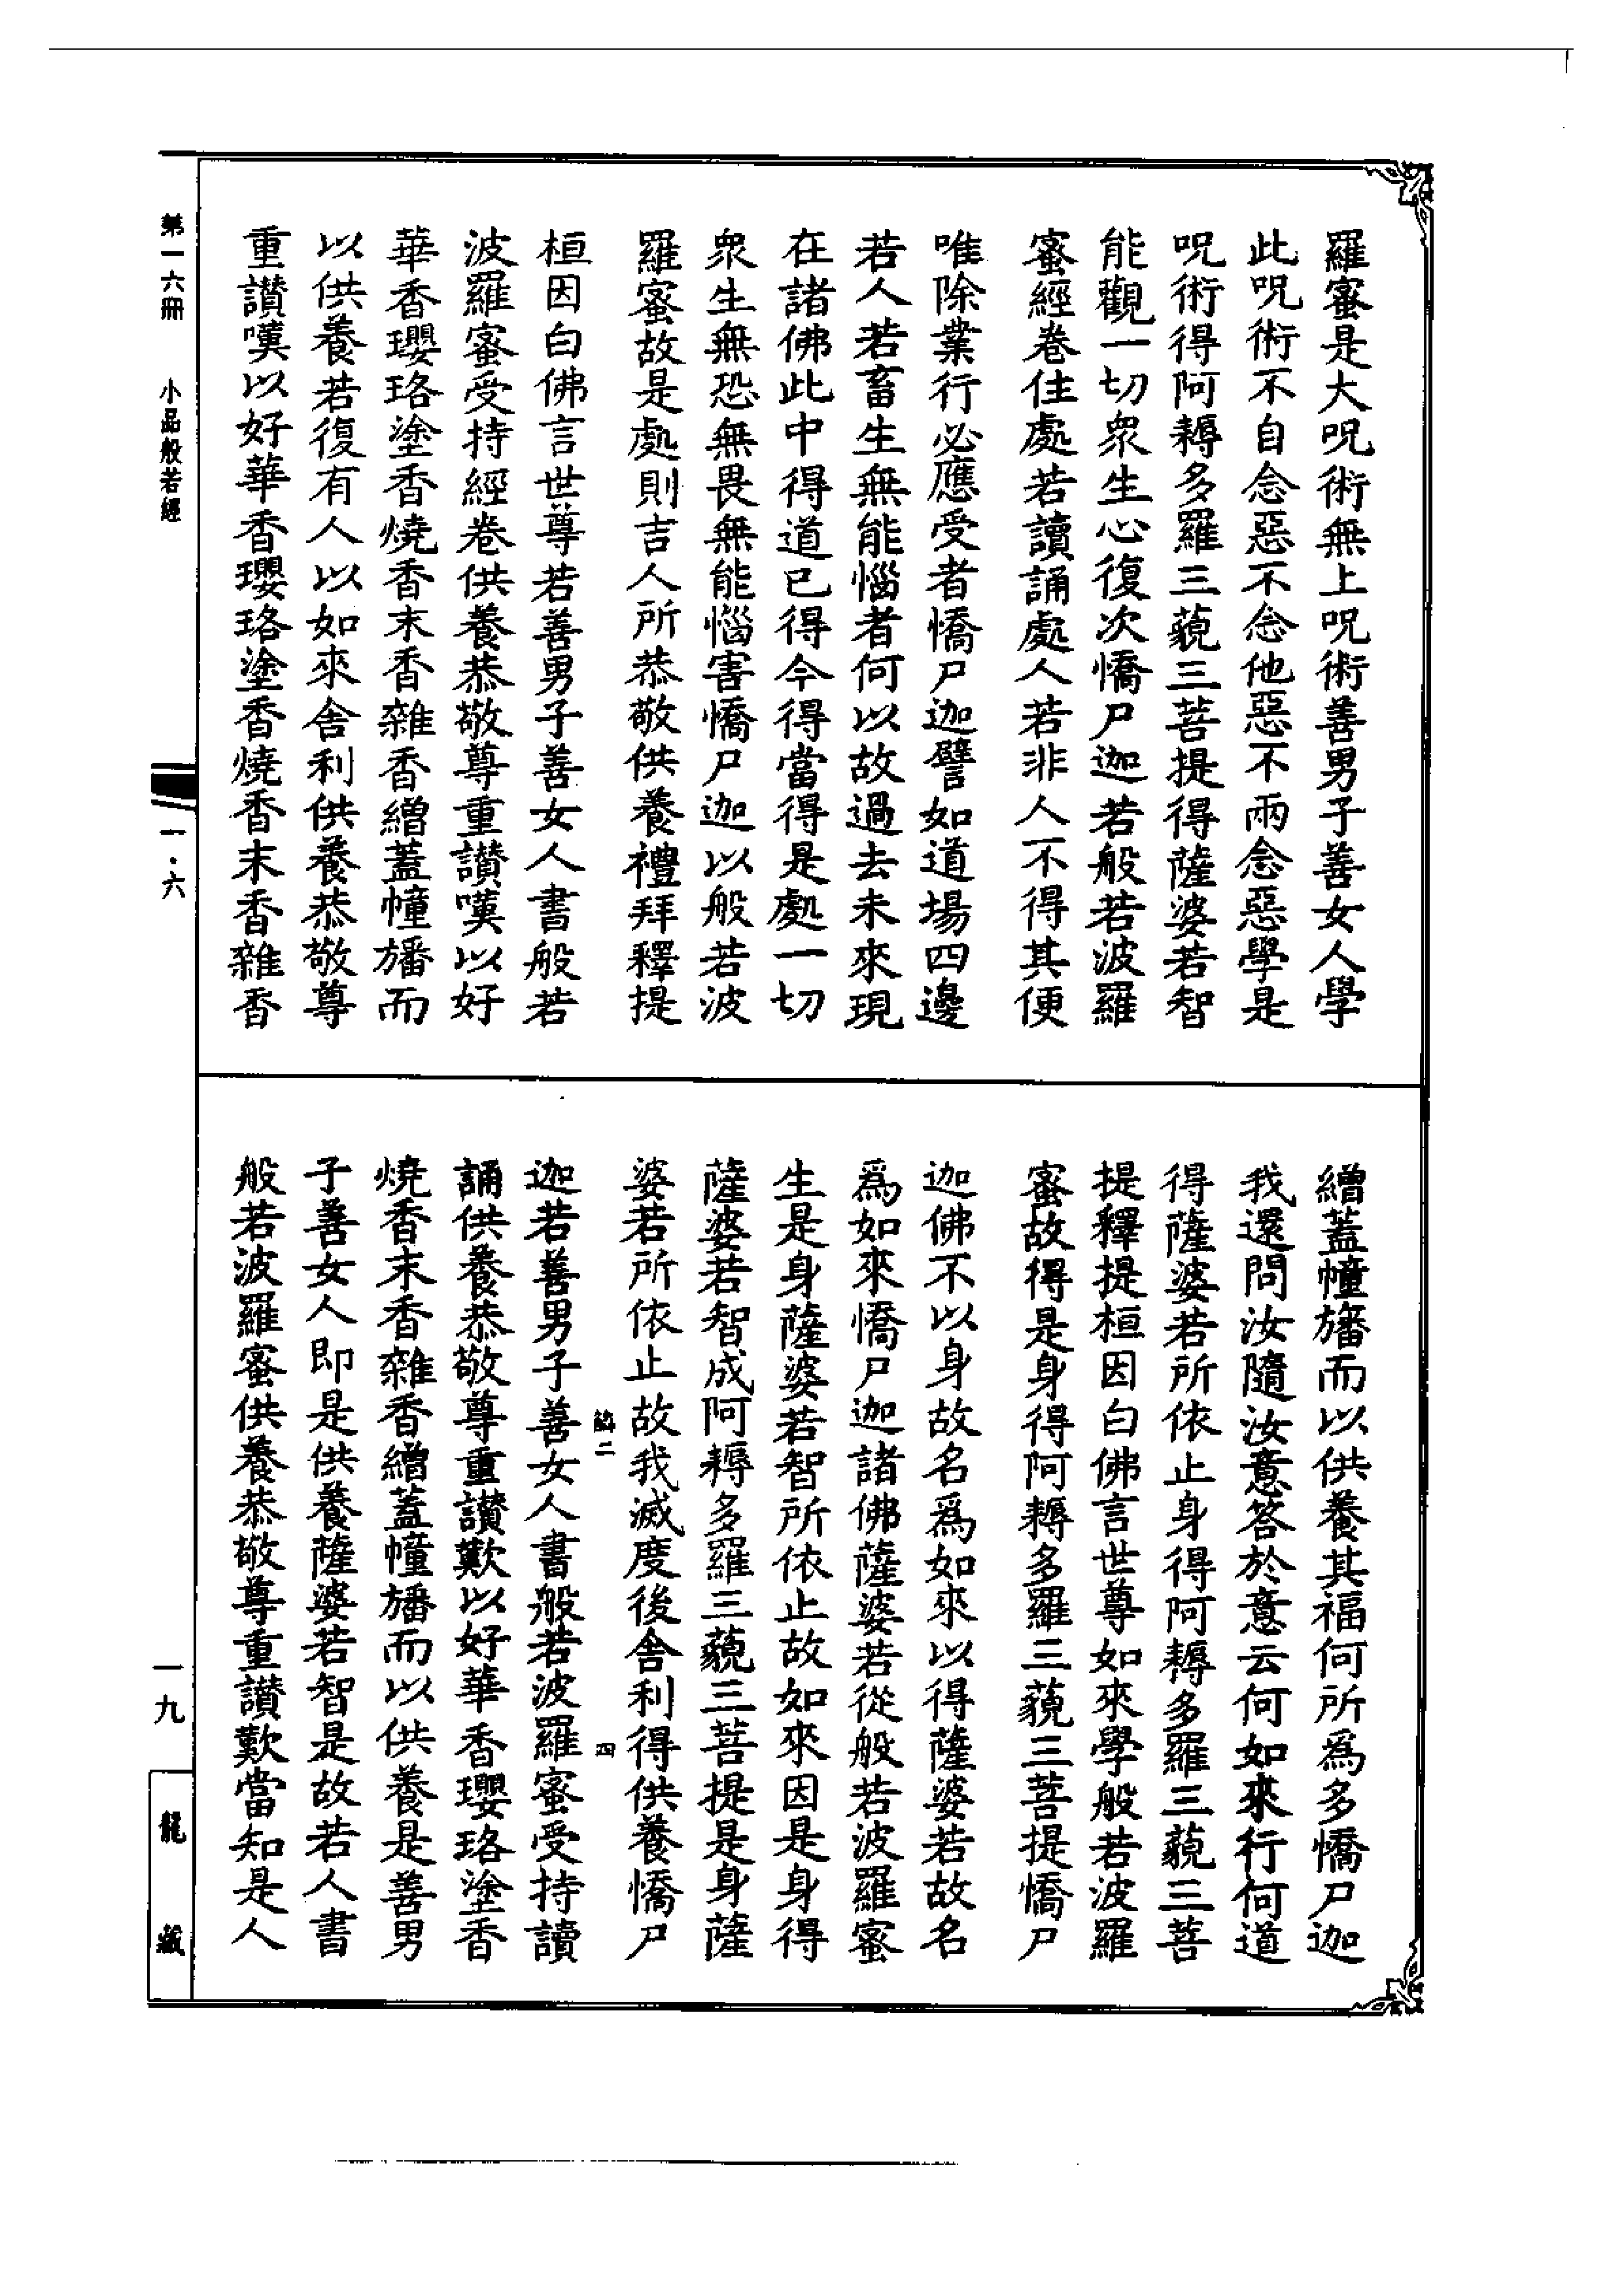 羅蜜是大呪術無上呪術善男子善女人學
此呪術不自念惡不念他惡不兩念惡學是
呪術得阿耨多羅三藐三菩提得薩婆若智
能觀一切衆生心復次憍尸迦若般若波羅
蜜經卷住處若讀誦處人若非人不得其便
唯除業行必應受者憍尸迦譬如道場四邊
若人若畜生無能惱者何以故過去未來現
在諸佛此中得道已得今得當得是處一切
衆生無恐無畏無能惱害憍尸迦以般若波
羅蜜故是處則吉人所恭敬供養禮拜釋提
桓因白佛言世尊若善男子善女人書般若
波羅蜜受持經卷供養恭敬尊重讃嘆以好
華香瓔珞塗香燒香末香雜香繒蓋幢旛而
以供養若復有人以如來舍利供養恭敬尊
重讃嘆以好華香瓔珞塗香燒香末香雜香
繒蓋幢旛而以供養其福何所爲多憍尸迦
我還問汝隨汝意答於意云何如來行何道
得薩婆若所依止身得阿耨多羅三藐三菩
提釋提桓因白佛言世尊如來學般若波羅
蜜故得是身得阿耨多羅三藐三菩提憍尸
迦佛不以身故名爲如來以得薩婆若故名
爲如來憍尸迦諸佛薩婆若從般若波羅蜜
生是身薩婆若智所依止故如來因是身得
薩婆若智成阿耨多羅三藐三菩提是身薩
婆若所依止故我滅度後舍利得供養憍尸
二 四
迦若善男子善女人書般若波羅蜜受持讀
誦供養恭敬尊重讃歎以好華香瓔珞塗香
燒香末香雜香繒蓋幢旛而以供養是善男
子善女人即是供養薩婆若智是故若人書
般若波羅蜜供養恭敬尊重讃歎當知是人
第一六冊 小品般若經 一·六 一九 龍藏